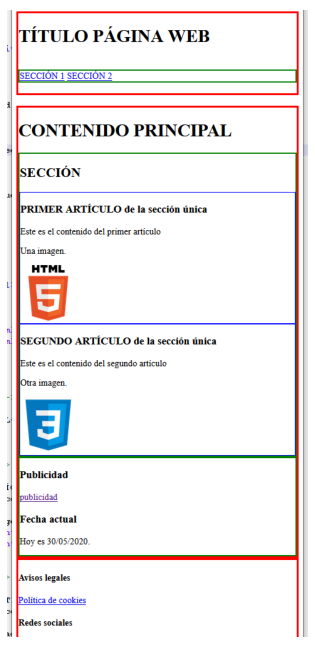 TÍTULO PÁGINA WEB
SECCIÓN 1 SECCIÓN 2
CONTENIDO PRINCIPAL
SECCIÓN
PRIMER ARTÍCULO de la sección única
Este es el contenido del primer artículo
Una imagen.
HTML
5
SEGUNDO ARTÍCULO de la sección única
Este es el contenido del segundo artículo
Otra imagen.
3
Publicidad
publicidad
Fecha actual
Hoy es 30/05/2020.
Avisos legales
Política de cookies
Redes sociales